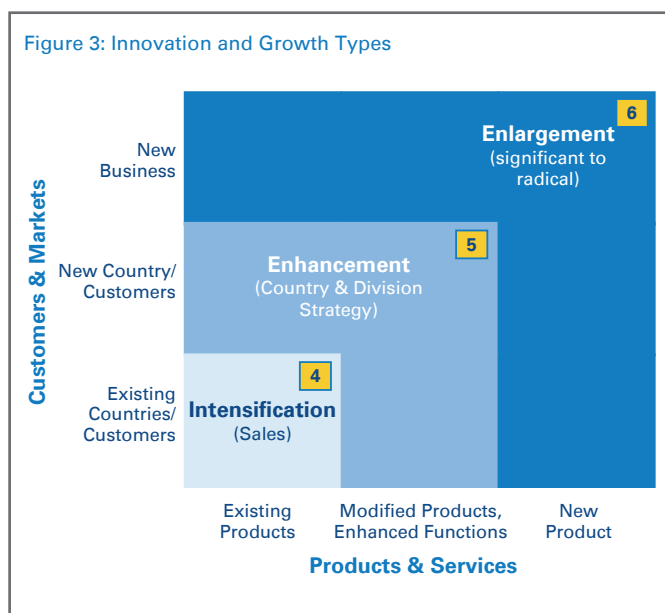 Figure 3: Innovation and Growth Types
Customers & Markets
New
Business
New Country/
Customers
Existing
Countries/
Customers
6
Enlargement
(significant to
radical)
5
Enhancement
(Country & Division
Strategy)
4
Intensification
(Sales)
Existing
Products
Modified Products,
Enhanced Functions
New
Product
Products & Services